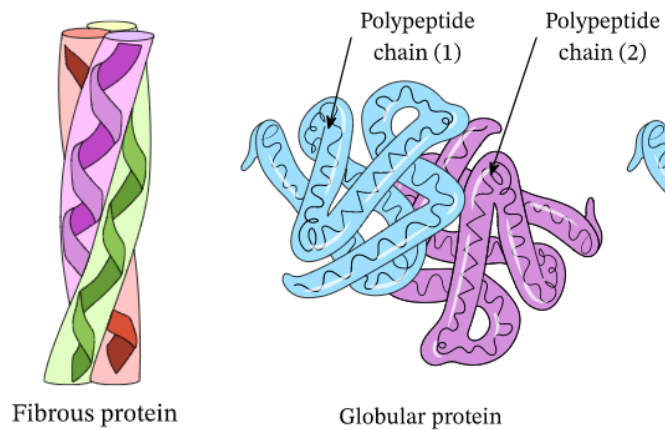 Polypeptide
chain (1)
Polypeptide
chain (2)
Fibrous protein
Globular protein